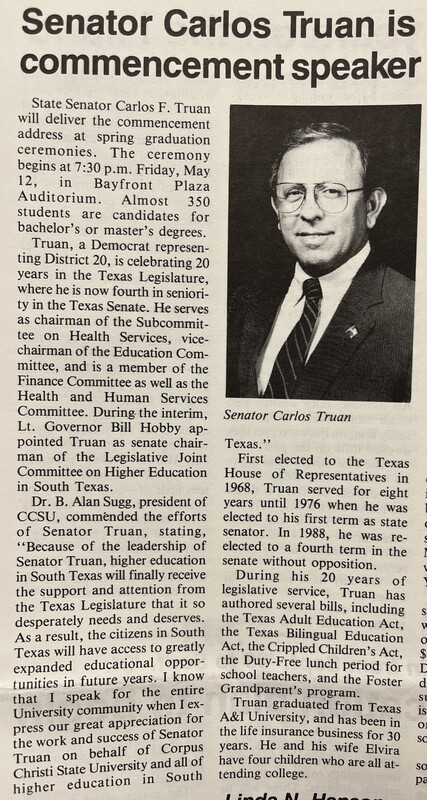 Senator Carlos Truan is
commencement speaker
State Senator Carlos F. Truan
will deliver the commencement
address at spring graduation
ceremonies. The ceremony
begins at 7:30 p.m. Friday, May
12, in Bayfront Plaza
Auditorium. Almost 350
students are candidates for
bachelor's or master's degrees.
Truan, a Democrat represen-
ting District 20, is celebrating 20
years in the Texas Legislature,
where he is now fourth in seniori-
ty in the Texas Senate. He serves
as chairman of the Subcommit-
tee on Health Services, vice-
chairman of the Education Com-
mittee, and is a member of the
Finance Committee as well as the
Health and Human Services
Committee. During the interim,
Lt. Governor Bill Hobby ap-
pointed Truan as senate chair-
man of the Legislative Joint
Committee on Higher Education
in South Texas.
Dr. B. Alan Sugg, president of
CCSU, commended the efforts
of Senator Truan, stating,
"Because of the leadership of
Senator Truan, higher education
in South Texas will finally receive
the support and attention from
the Texas Legislature that it so
desperately needs and deserves.
As a result, the citizens in South
Texas will have access to greatly
expanded educational oppor-
tunities in future years. I know
that I speak for the entire
University community when I ex-
press our great appreciation for
the work and success of Senator
Truan on behalf of Corpus
Christi State University and all of
higher education in South
Senator Carlos Truan
Texas."
First elected to the Texas
House of Representatives in
1968, Truan served for eight
years until 1976 when he was
elected to his first term as state
senator. In 1988, he was re-
elected to a fourth term in the
senate without opposition.
During his 20 years of
legislative service, Truan has
authored several bills, including
the Texas Adult Education Act,
the Texas Bilingual Education
Act, the Crippled Children's Act,
the Duty-Free lunch period for
school teachers, and the Foster
Grandparent's program.
Truan graduated from Texas
A&I University, and has been in
the life insurance business for 30
years. He and his wife Elvira
have four children who are all at-
tending college.
Linda N.